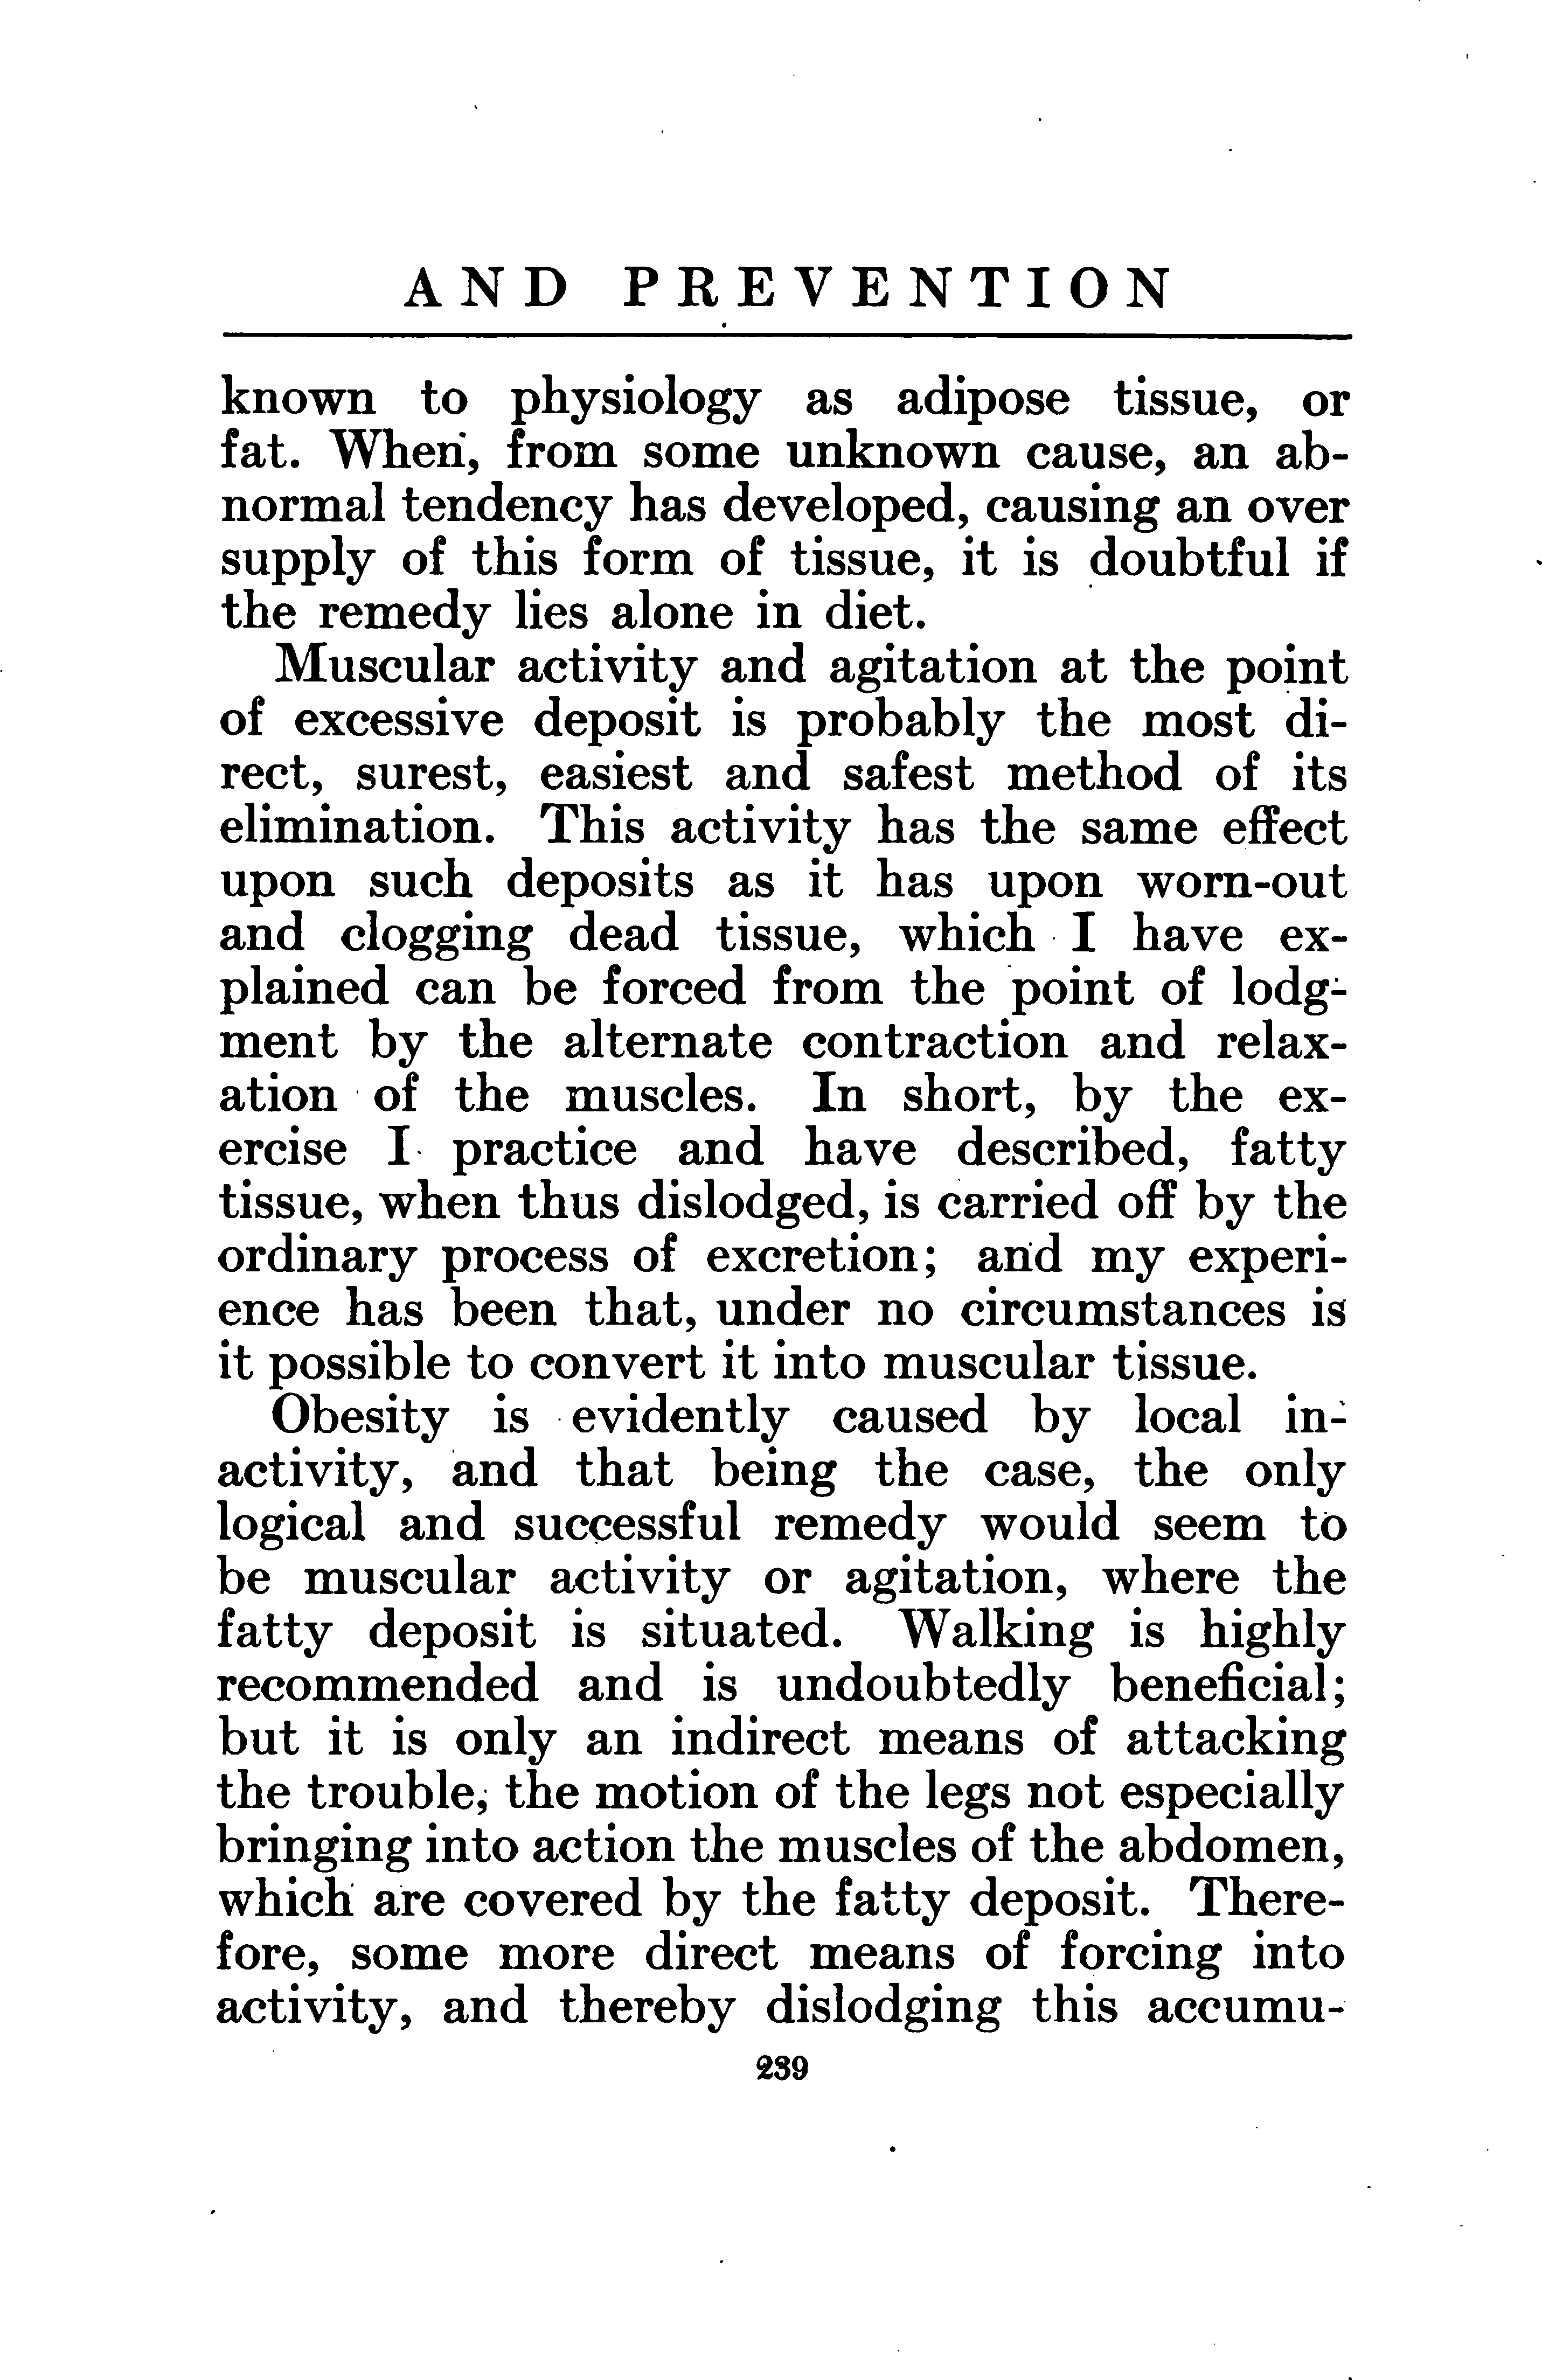 AND PREVENTION
known to physiology as adipose tissue, or
fat. When, from some unknown cause, an ab-
normal tendency has developed, causing an over
supply of this form of tissue, it is doubtful if
the remedy lies alone in diet.
Muscular activity and agitation at the point
of excessive deposit is probably the most di-
rect, surest, easiest and safest method of its
elimination. This activity has the same effect
upon such deposits as it has upon worn-out
and clogging dead tissue, which I have ex-
plained can be forced from the point of lodg-
ment by the alternate contraction and relax-
ation of the muscles. In short, by the ex-
ercise I practice and have described, fatty
tissue, when thus dislodged, is carried off by the
ordinary process of excretion; and my experi-
ence has been that, under no circumstances is
it possible to convert it into muscular tissue.
Obesity is evidently caused by local in-
activity, and that being the case, the only
logical and successful remedy would seem to
be muscular activity or agitation, where the
fatty deposit is situated. Walking is highly
recommended and is undoubtedly beneficial;
but it is only an indirect means of attacking
the trouble, the motion of the legs not especially
bringing into action the muscles of the abdomen,
which are covered by the fatty deposit. There-
fore, some more direct means of forcing into
activity, and thereby dislodging this accumu-
239